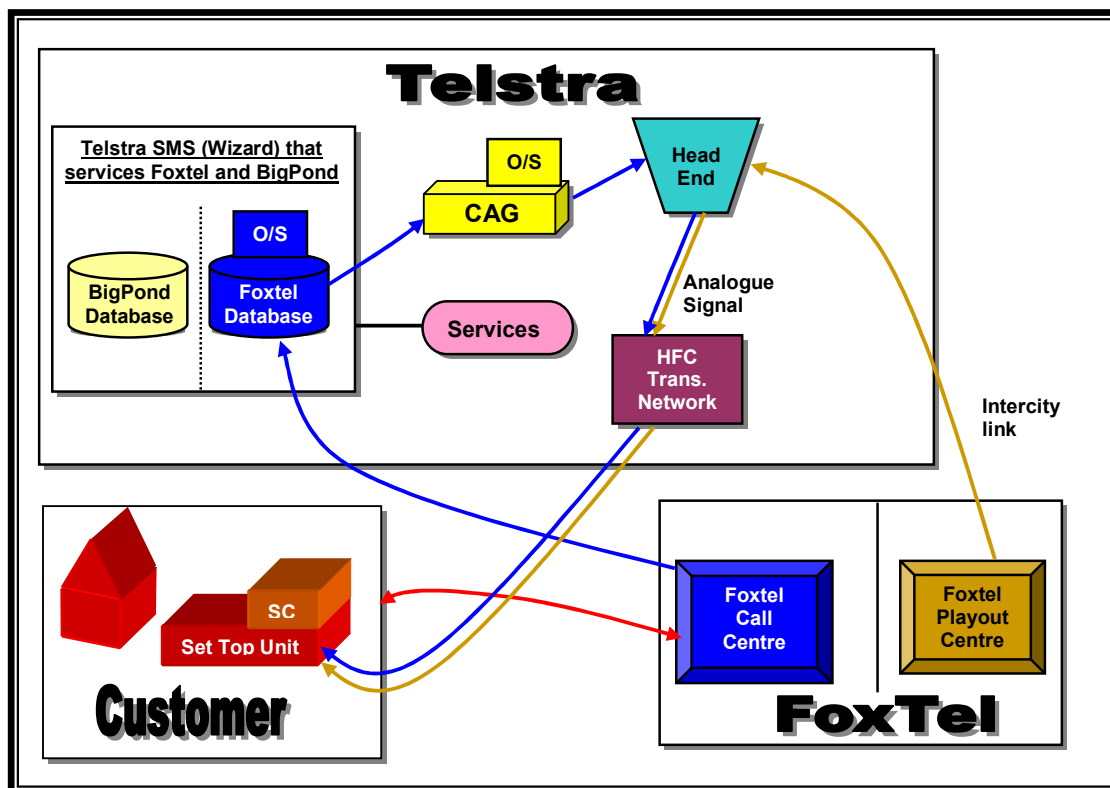 Telstra
Telstra SMS (Wizard) that
services Foxtel and BigPond
O/S
BigPond
Database
Foxtel
Database
O/S
CAG
Head
End
Services
Analogue
Signal
HFC
Trans.
Network
Intercity
link
SC
Set Top Unit
Customer
Foxtel
Call
Centre
Foxtel
Playout
Centre
FoxTel